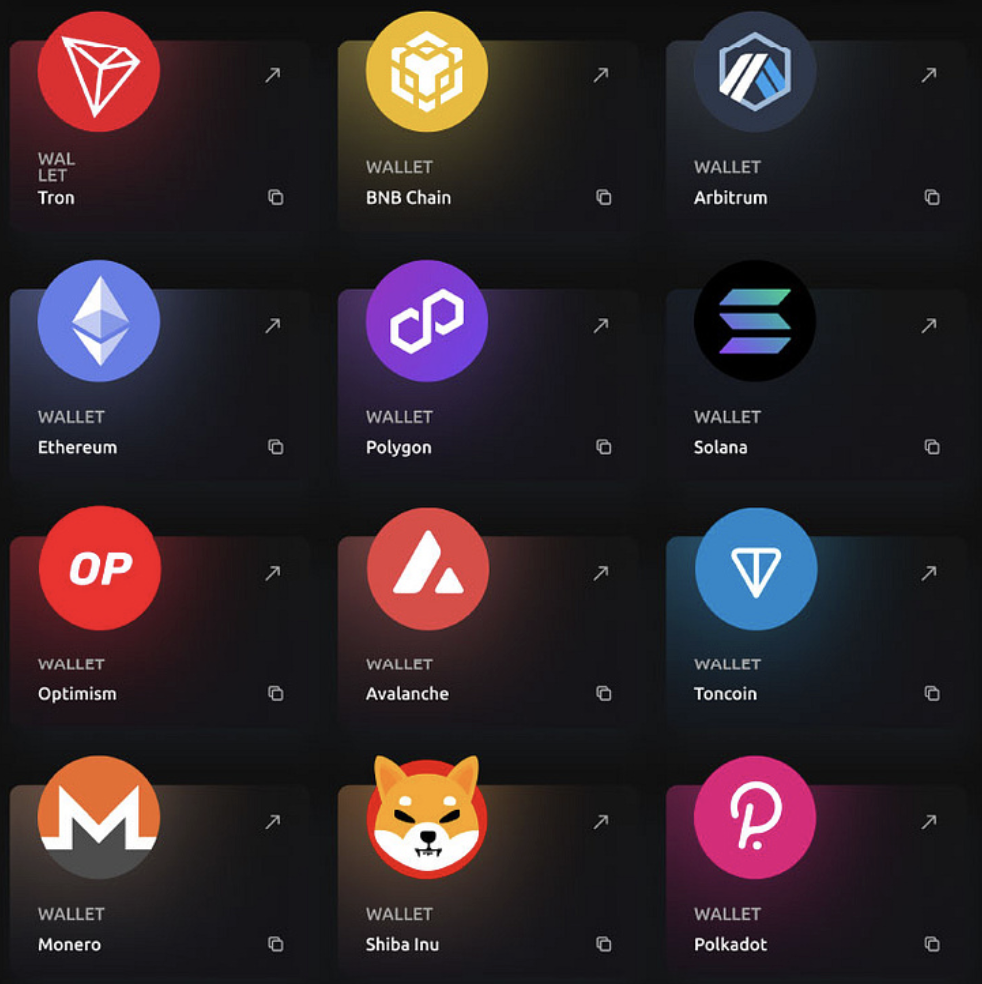 WAL
LET
Tron
WALLET
BNB Chain
WALLET
Arbitrum
WALLET
Ethereum
WALLET
Polygon
WALLET
Solana
OP
WALLET
Optimism
WALLET
Avalanche
WALLET
Toncoin
WALLET
Monero
WALLET
Shiba Inu
WALLET
Polkadot